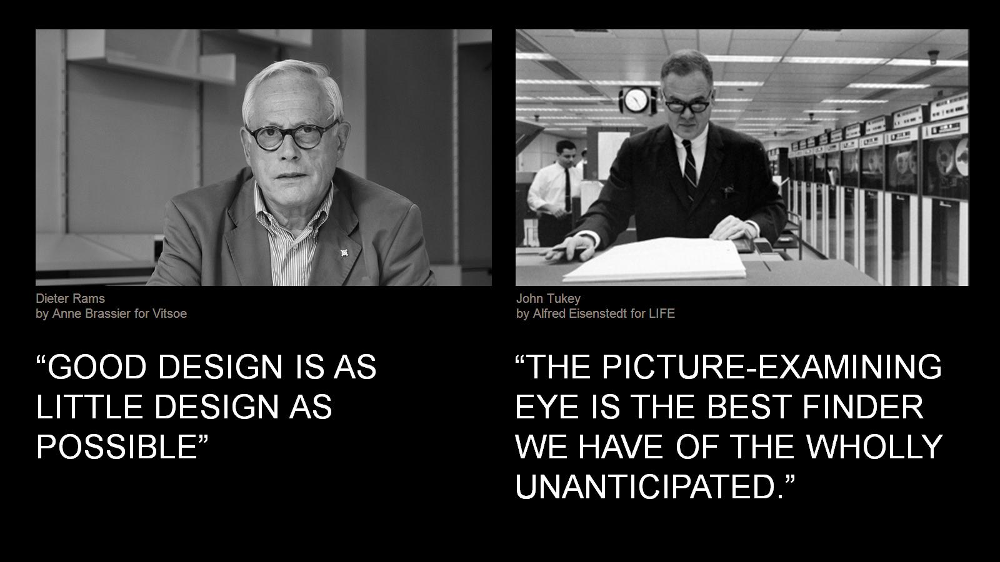 Dieter Rams
by Anne Brassier for Vitsoe
“GOOD DESIGN IS AS
LITTLE DESIGN AS
POSSIBLE”
John Tukey
by Alfred Eisenstedt for LIFE
“THE PICTURE-EXAMINING
EYE IS THE BEST FINDER
WE HAVE OF THE WHOLLY
UNANTICIPATED.”